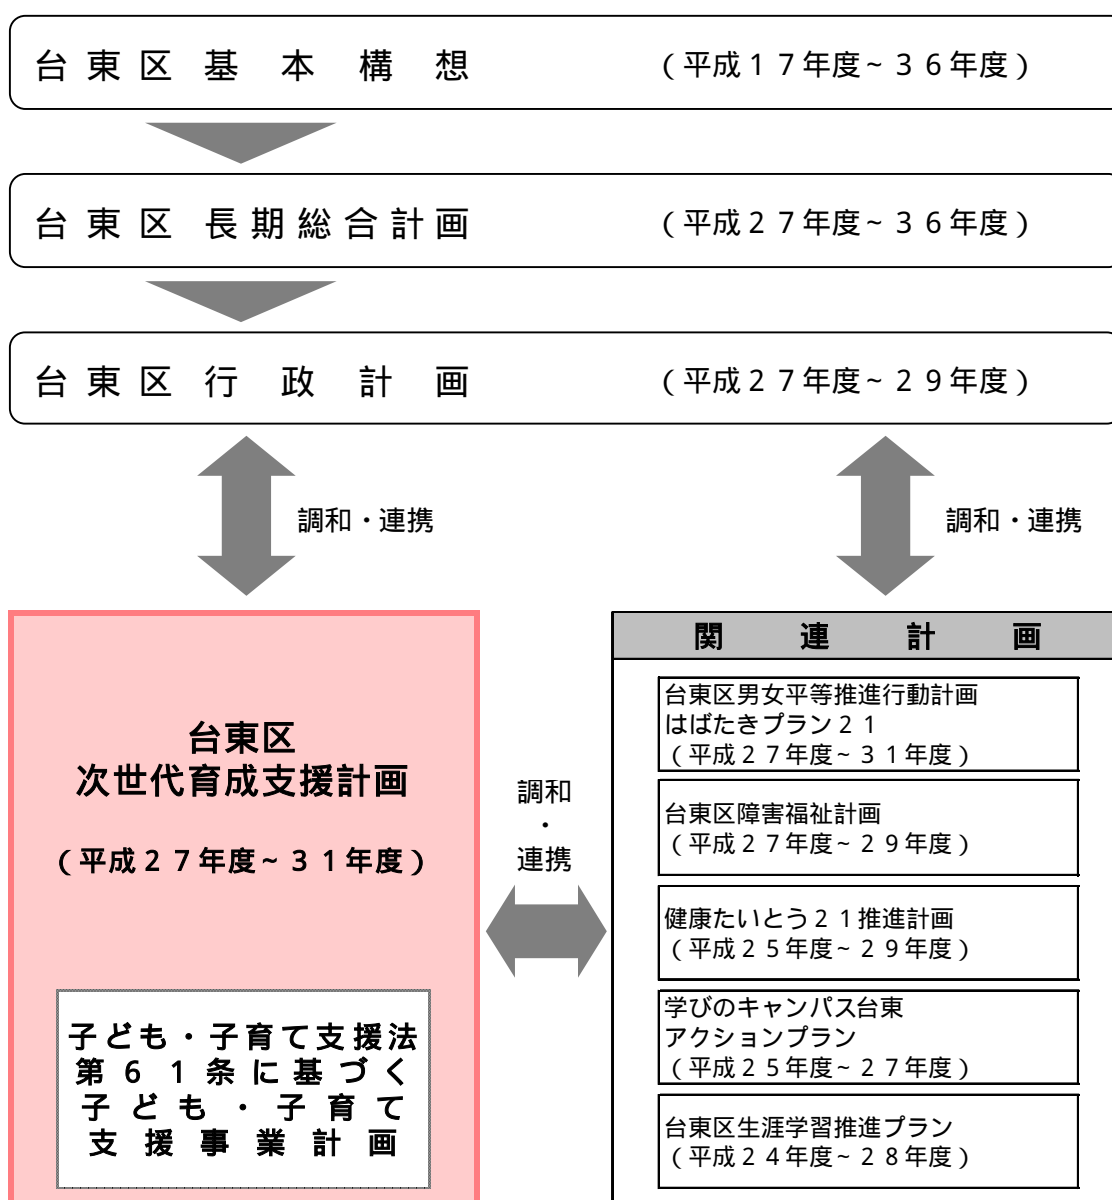 台東区基本構想 （平成１７年度～３６年度）
台東区長期総合計画 （平成２７年度～３６年度）
台東区行政計画 （平成２７年度～２９年度）
調和・連携
調和・連携
台東区
次世代育成支援計画
（平成２７年度～３１年度）
子ども・子育て支援法
第６１条に基づく
子ども・子育て
支援事業計画
調和
・
連携
関連計画
台東区男女平等推進行動計画
はばたきプラン２１
（平成２７年度～３１年度）
台東区障害福祉計画
（平成２７年度～２９年度）
健康たいとう２１推進計画
（平成２５年度～２９年度）
学びのキャンパス台東
アクションプラン
（平成２５年度～２７年度）
台東区生涯学習推進プラン
（平成２４年度～２８年度）